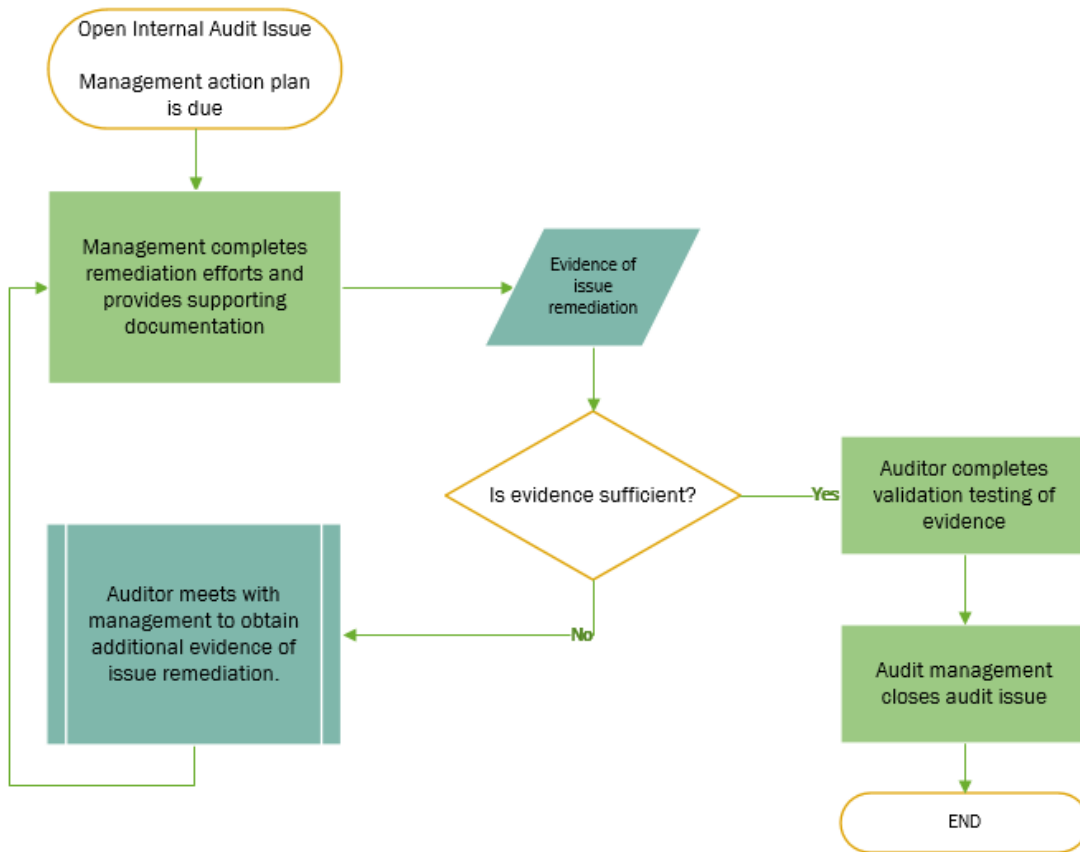 Open Internal Audit Issue
Management action plan
is due
Management completes
remediation efforts and
provides supporting
documentation
Evidence of
issue
remediation
Is evidence sufficient?
Yes
Auditor completes
validation testing of
evidence
No
Auditor meets with
management to obtain
additional evidence of
issue remediation.
Audit management
closes audit issue
END